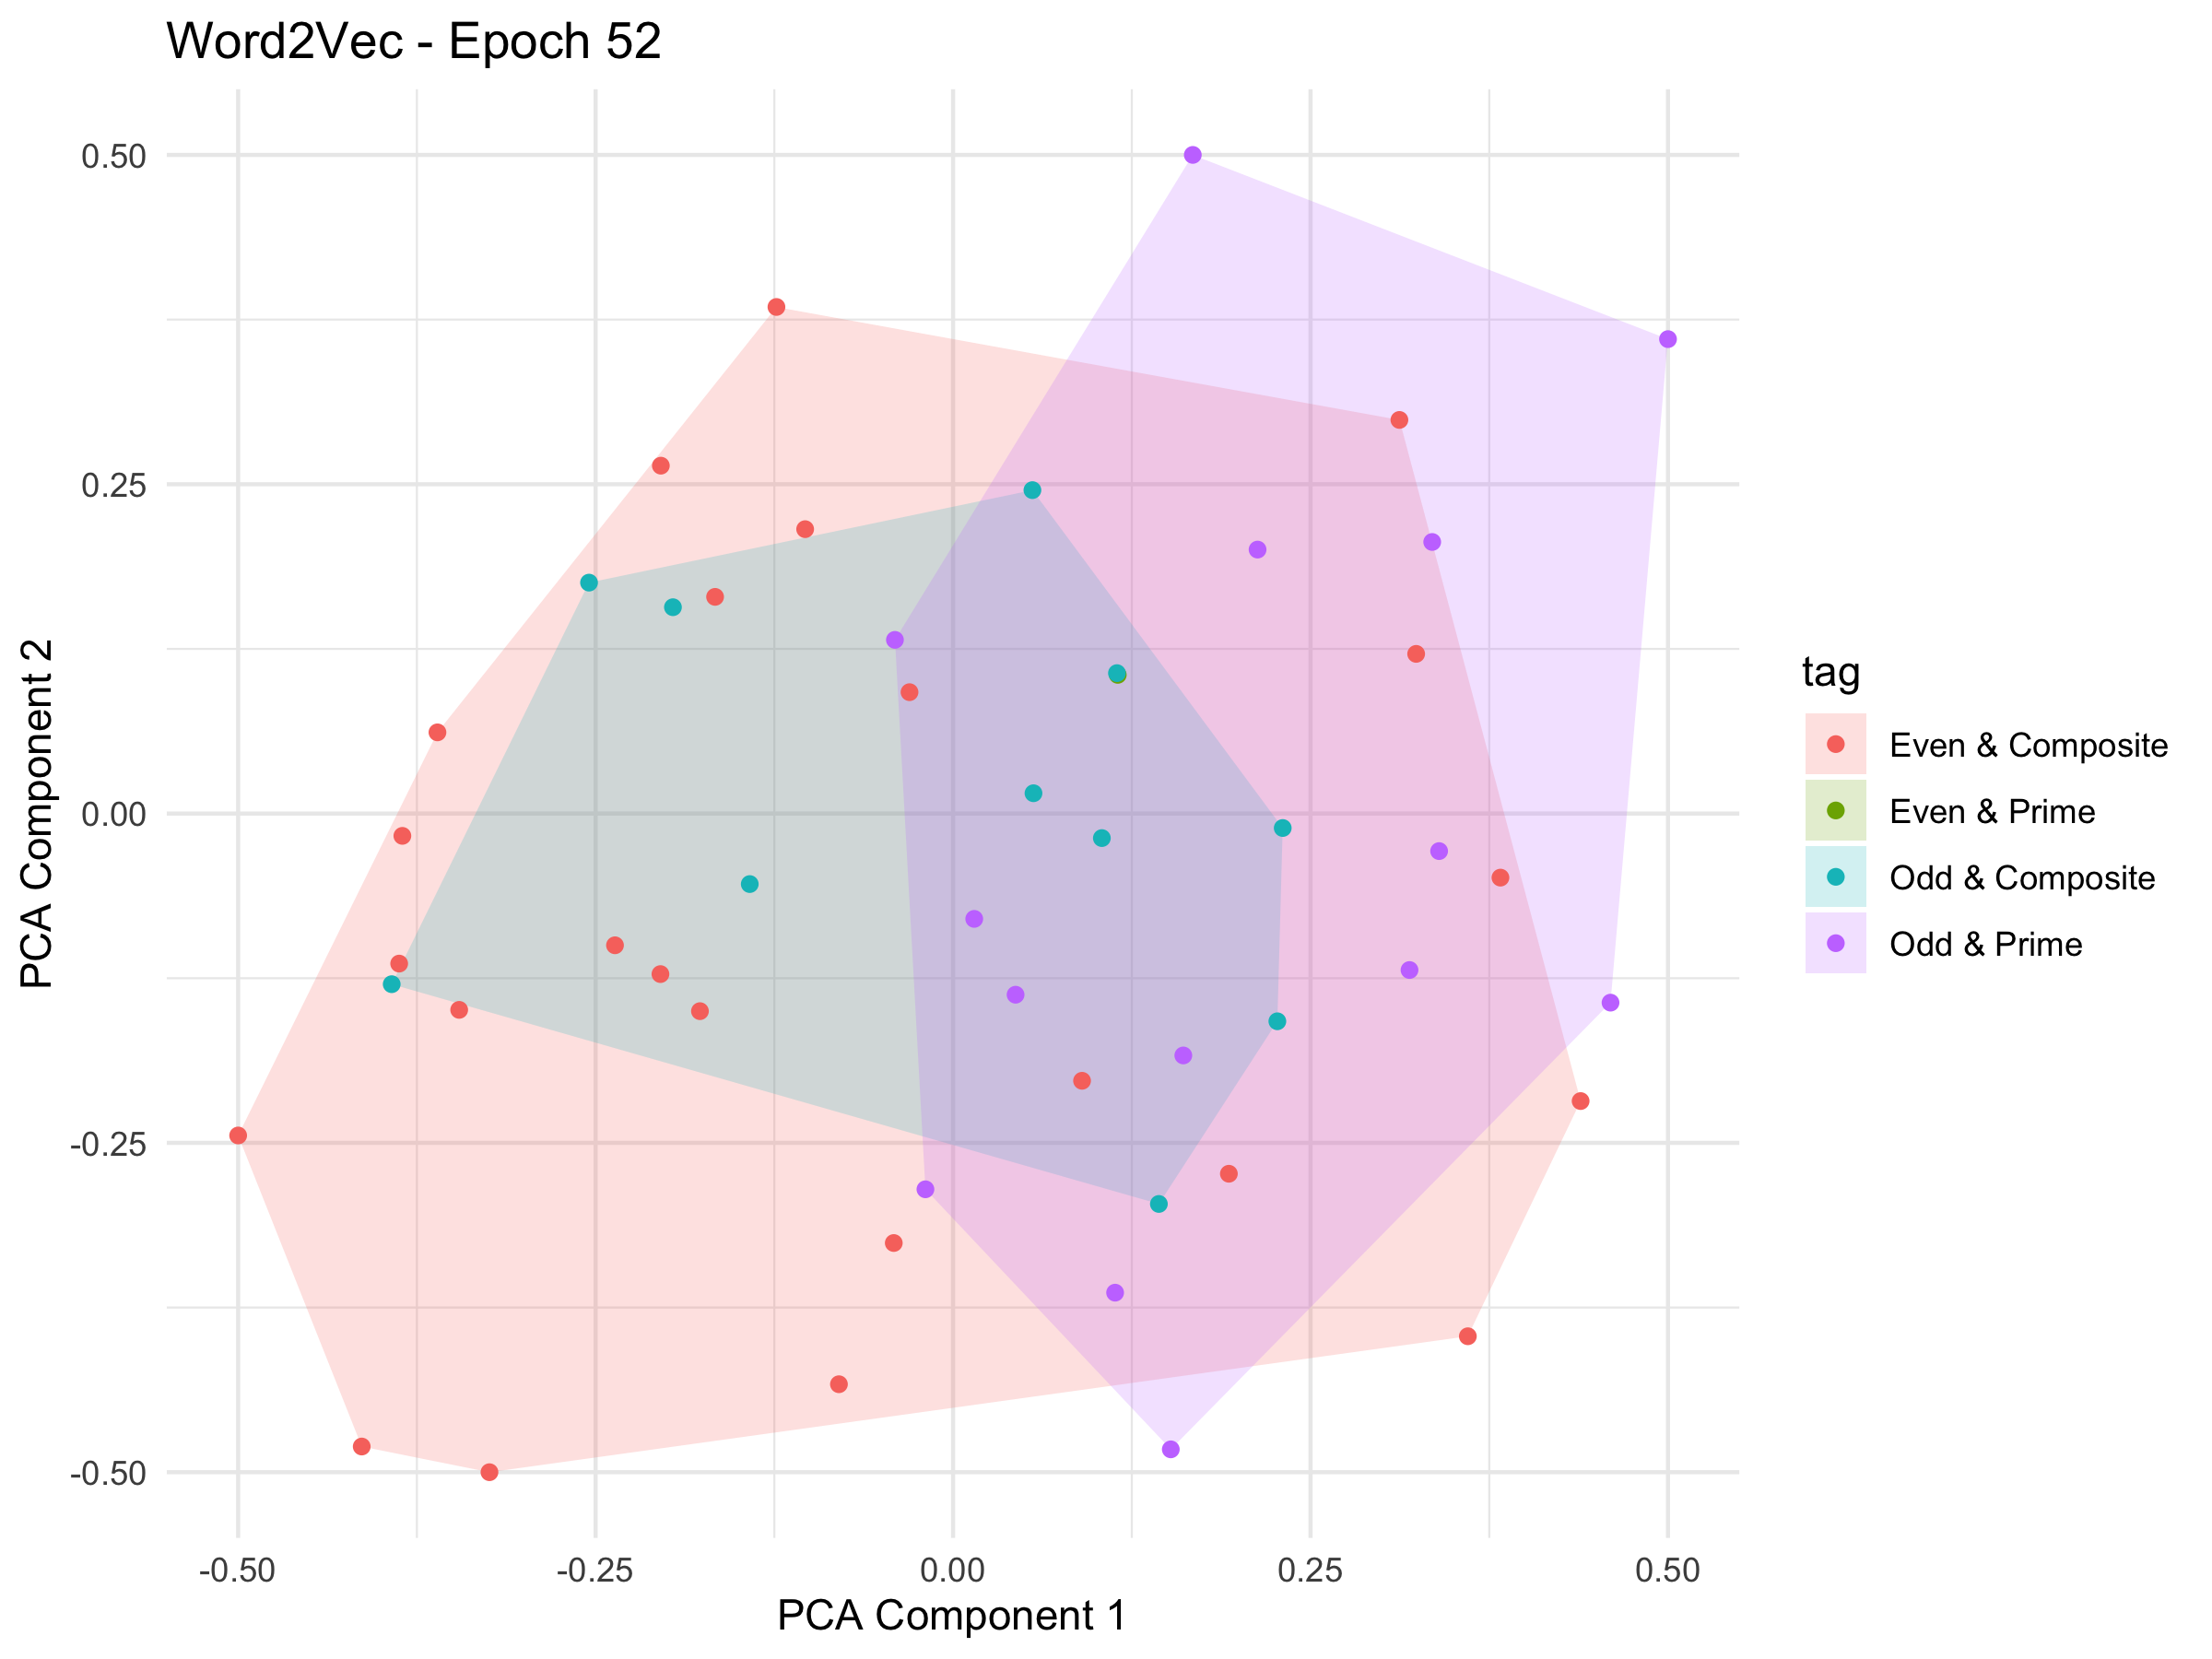 Word2Vec - Epoch 52
0.50
0.25
0.00
-0.25
-0.50
PCA Component 2
-0.50
-0.25
0.00
0.25
0.50
PCA Component 1
tag
Even & Composite
Even & Prime
Odd & Composite
Odd & Prime